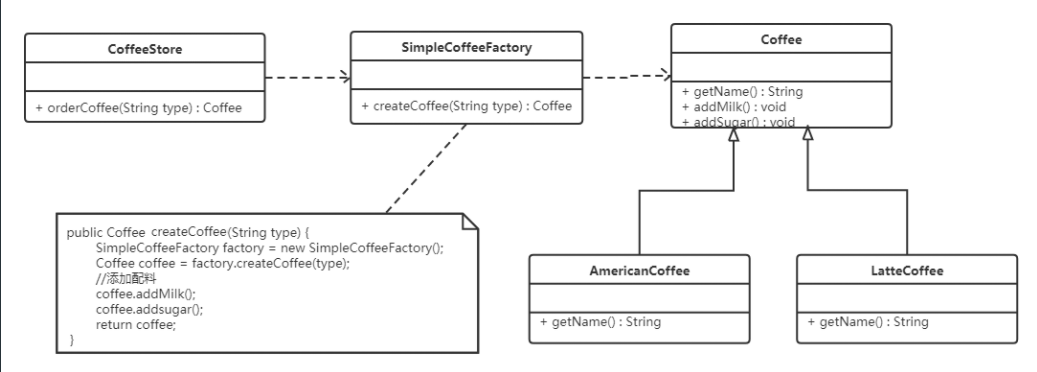 CoffeeStore
+ orderCoffee(String type) : Coffee
SimpleCoffeeFactory
+ createCoffee(String type) : Coffee
Coffee
+ getName() : String
+ addMilk() : void
+ addSugar() : void
public Coffee createCoffee(String type) {
SimpleCoffeeFactory factory = new SimpleCoffeeFactory();
Coffee coffee = factory.createCoffee(type);
//添加配料
coffee.addMilk();
coffee.addsugar();
return coffee;
}
AmericanCoffee
+ getName() : String
LatteCoffee
+ getName() : String